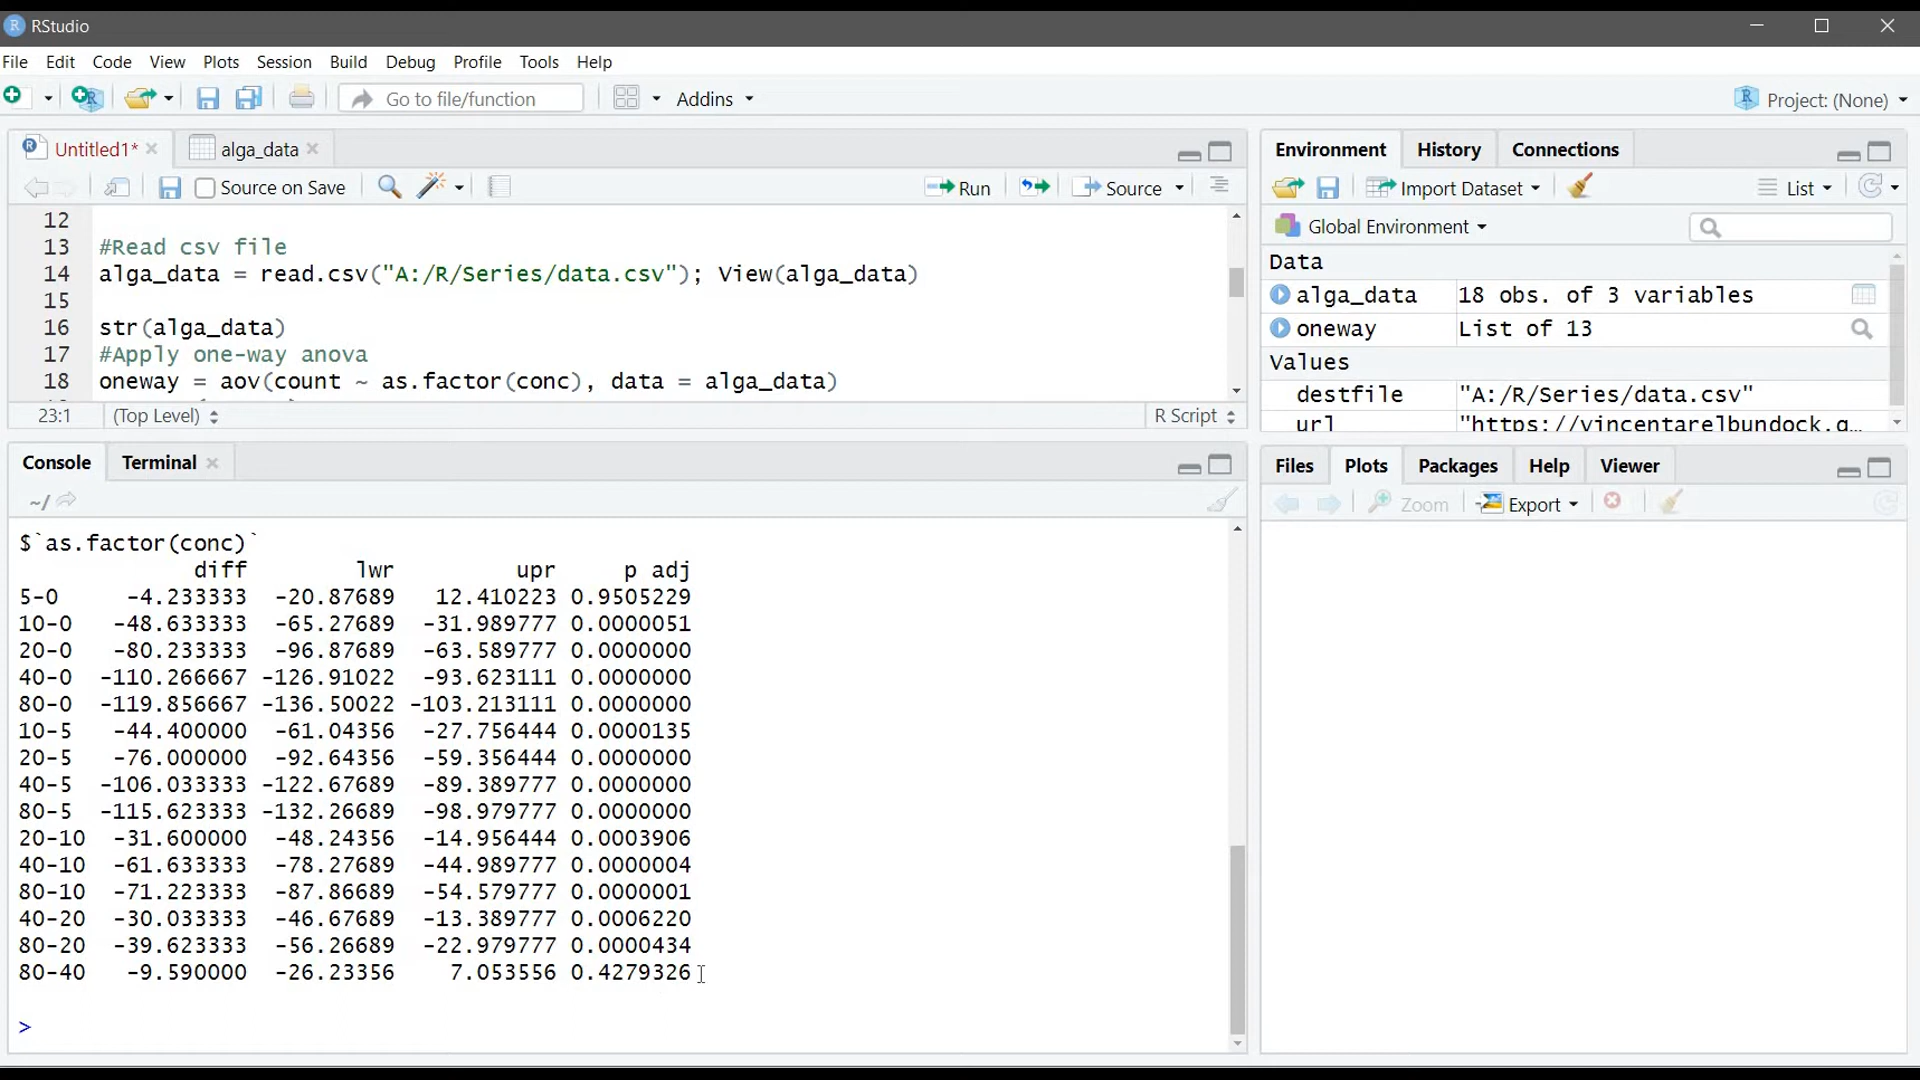 RStudio
File Edit Code View Plots Session Build Debug Profile Tools Help
Go to file/function Addins Project: (None)
Untitled1* alga_data
Source on Save Run Source
12
13 #Read csv file
14 alga_data = read.csv("A:/R/Series/data.csv"); View(alga_data)
15
16 str(alga_data)
17 #Apply one-way anova
18 oneway = aov(count ~ as.factor(conc), data = alga_data)
23:1 (Top Level) R Script
Console Terminal
~/
$`as.factor(conc)`
diff lwr upr p adj
5-0 -4.233333 -20.87689 12.410223 0.9505229
10-0 -48.633333 -65.27689 -31.989777 0.0000051
20-0 -80.233333 -96.87689 -63.589777 0.0000000
40-0 -110.266667 -126.91022 -93.623111 0.0000000
80-0 -119.856667 -136.50022 -103.213111 0.0000000
10-5 -44.400000 -61.04356 -27.756444 0.0000135
20-5 -76.000000 -92.64356 -59.356444 0.0000000
40-5 -106.033333 -122.67689 -89.389777 0.0000000
80-5 -115.623333 -132.26689 -98.979777 0.0000000
20-10 -31.600000 -48.24356 -14.956444 0.0003906
40-10 -61.633333 -78.27689 -44.989777 0.0000004
80-10 -71.223333 -87.86689 -54.579777 0.0000001
40-20 -30.033333 -46.67689 -13.389777 0.0006220
80-20 -39.623333 -56.26689 -22.979777 0.0000434
80-40 -9.590000 -26.23356 7.053556 0.4279326
>
Environment History Connections
Import Dataset List
Global Environment
Data
alga_data 18 obs. of 3 variables
oneway List of 13
Values
destfile "A:/R/Series/data.csv"
url "https://vincentarelbundock.g…
Files Plots Packages Help Viewer
Zoom Export